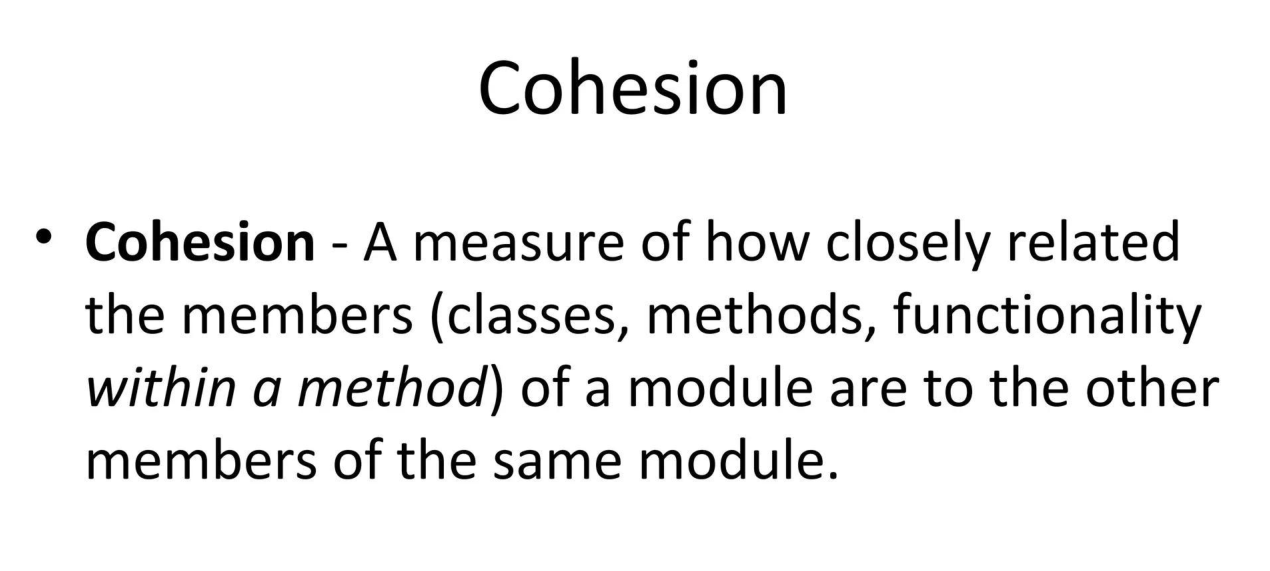 Cohesion
• Cohesion - A measure of how closely related
the members (classes, methods, functionality
within a method) of a module are to the other
members of the same module.